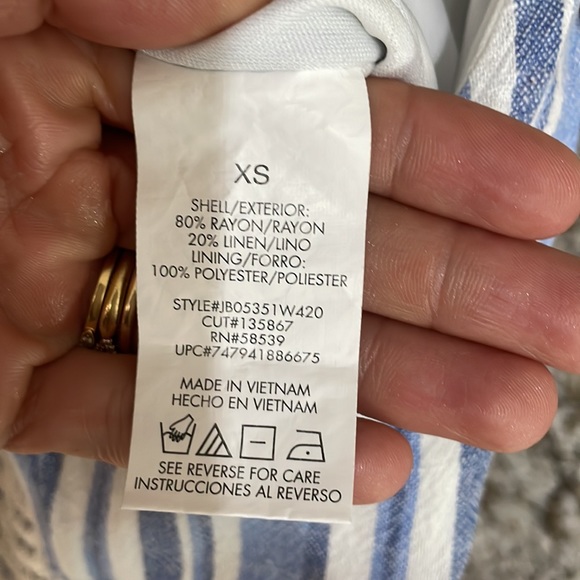 XS
SHELL/EXTERIOR:
80% RAYON/RAYON
20% LINEN/LINO
LINING/FORRO:
100% POLYESTER/POLIESTER
STYLE#JB05351W420
CUT#135867
RN#58539
UPC#747941886675
MADE IN VIETNAM
HECHO EN VIETNAM
SEE REVERSE FOR CARE
INSTRUCCIONES AL REVERSO